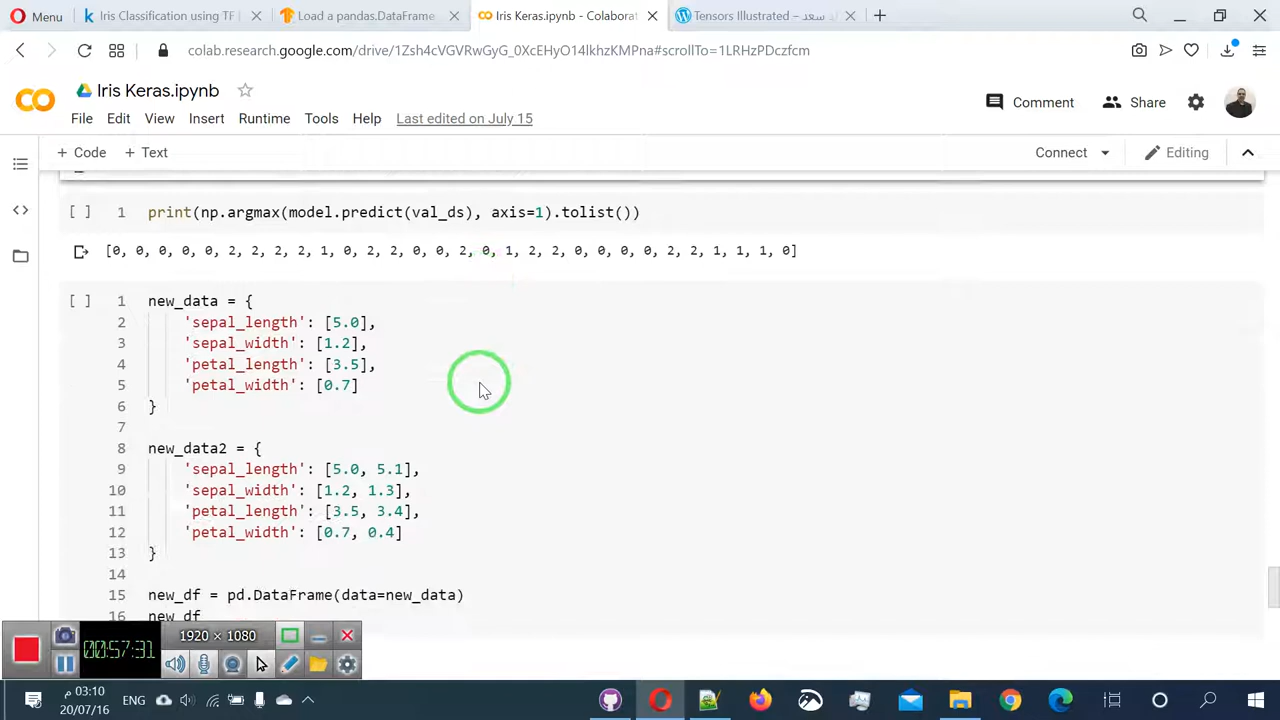 Menu
Iris Classification using TF
Load a pandas.DataFrame
Iris Keras.ipynb - Colaborat
Tensors Illustrated – د سعد
colab.research.google.com/drive/1Zsh4cVGVRwGyG_0XcEHyO14lkhzKMPna#scrollTo=1LRHzPDczfcm
Iris Keras.ipynb
Comment
Share
File Edit View Insert Runtime Tools Help Last edited on July 15
+ Code + Text
Connect
Editing
[ ] 1 print(np.argmax(model.predict(val_ds), axis=1).tolist())
[0, 0, 0, 0, 0, 2, 2, 2, 2, 1, 0, 2, 2, 0, 0, 2, 0, 1, 2, 2, 0, 0, 0, 0, 2, 2, 1, 1, 1, 0]
[ ] 1 new_data = {
2 'sepal_length': [5.0],
3 'sepal_width': [1.2],
4 'petal_length': [3.5],
5 'petal_width': [0.7]
6 }
7
8 new_data2 = {
9 'sepal_length': [5.0, 5.1],
10 'sepal_width': [1.2, 1.3],
11 'petal_length': [3.5, 3.4],
12 'petal_width': [0.7, 0.4]
13 }
14
15 new_df = pd.DataFrame(data=new_data)
16 new_df
00:57:31
1920 × 1080
03:10 م
20/07/16
ENG